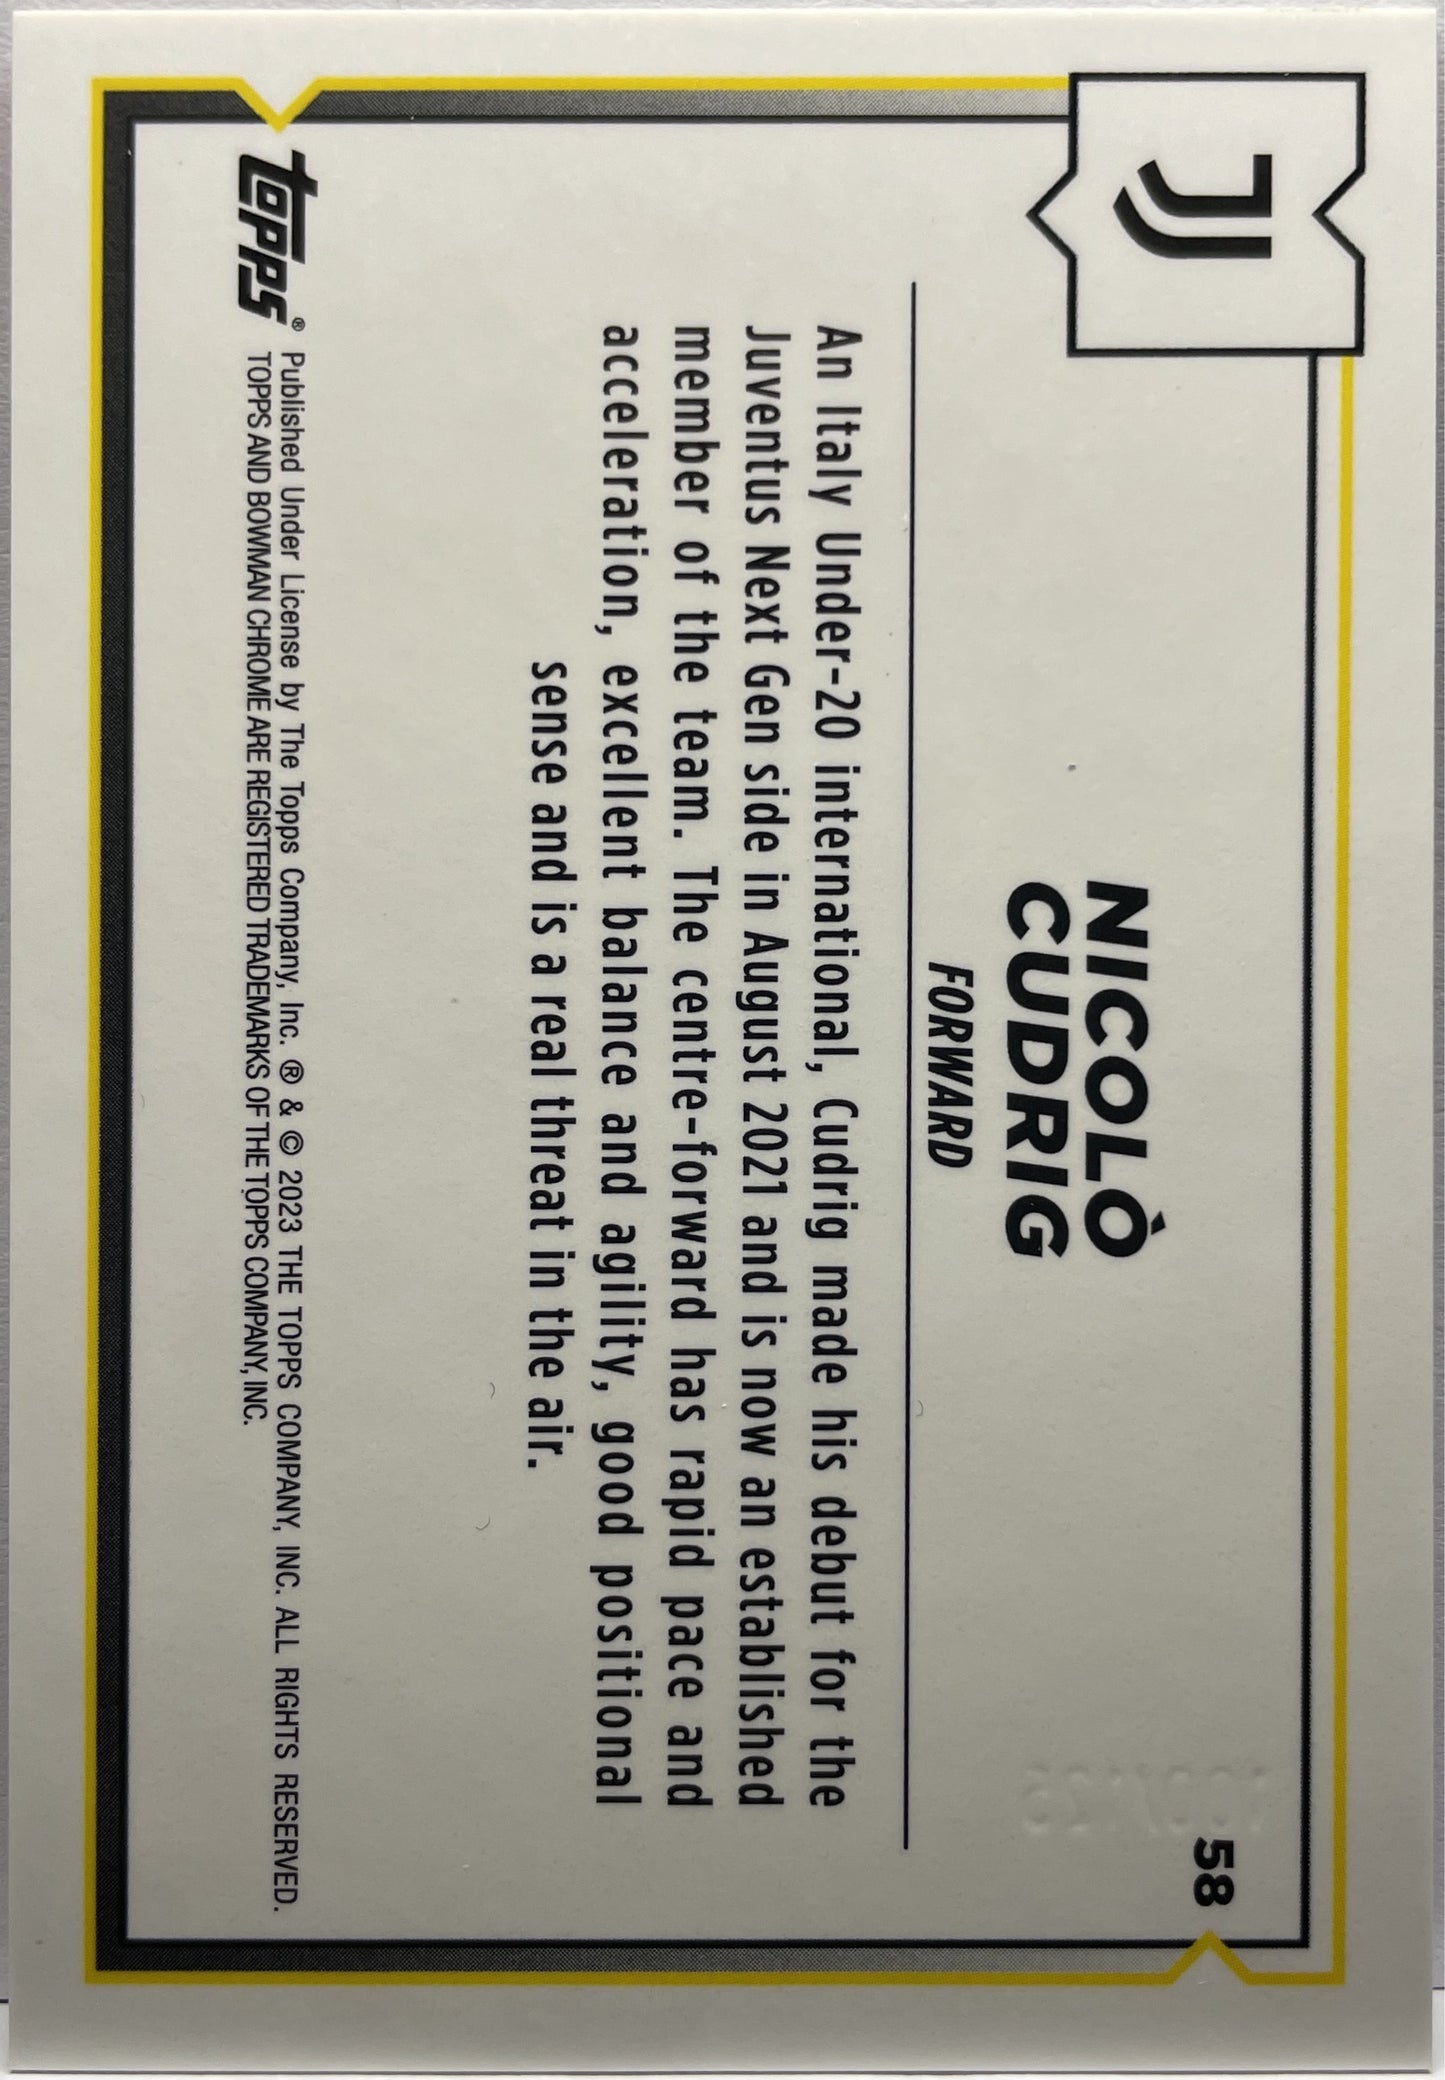 58
NICOLÒ
CUDRIG
FORWARD
An Italy Under-20 international, Cudrig made his debut for the
Juventus Next Gen side in August 2021 and is now an established
member of the team. The centre-forward has rapid pace and
acceleration, excellent balance and agility, good positional
sense and is a real threat in the air.
topps® Published Under License by The Topps Company, Inc. ® & © 2023 THE TOPPS COMPANY, INC. ALL RIGHTS RESERVED.
TOPPS AND BOWMAN CHROME ARE REGISTERED TRADEMARKS OF THE TOPPS COMPANY, INC.